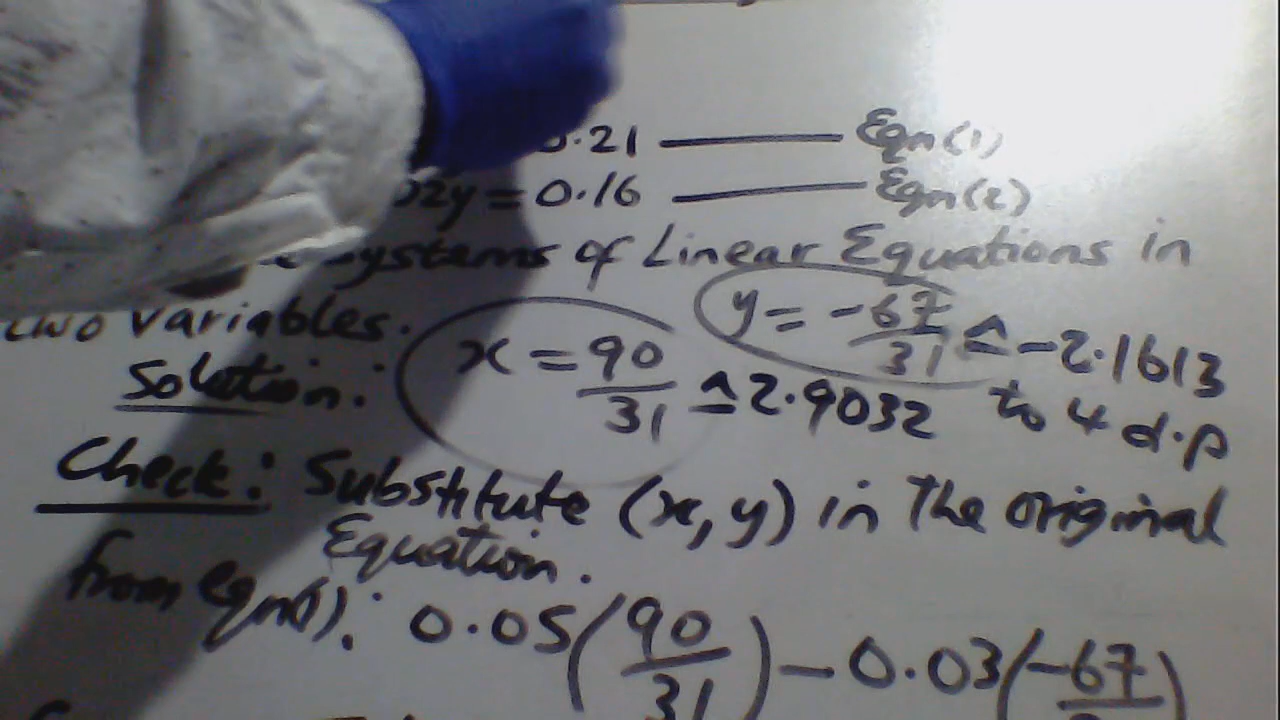 0.21 —— Eqn(1)
02y = 0.16 —— Eqn(2)
Systems of Linear Equations in
two variables.
y = -67/31 ≃ -2.1613
Solution: x = 90/31 ≃ 2.9032 to 4 d.p
Check: Substitute (x, y) in the original
Equation.
from eqn(1): 0.05(90/31) - 0.03(-67